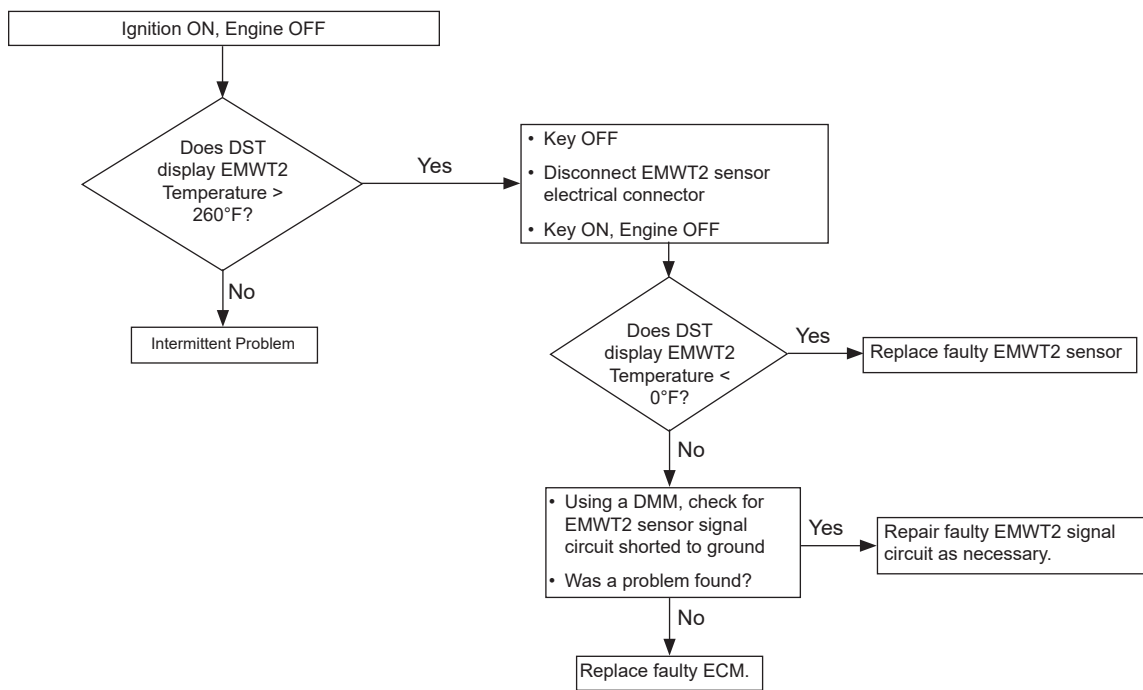 Ignition ON, Engine OFF
Does DST
display EMWT2
Temperature >
260°F?
Yes
No
Intermittent Problem
• Key OFF
• Disconnect EMWT2 sensor
electrical connector
• Key ON, Engine OFF
Does DST
display EMWT2
Temperature <
0°F?
Yes
Replace faulty EMWT2 sensor
No
• Using a DMM, check for
EMWT2 sensor signal
circuit shorted to ground
• Was a problem found?
Yes
Repair faulty EMWT2 signal
circuit as necessary.
No
Replace faulty ECM.